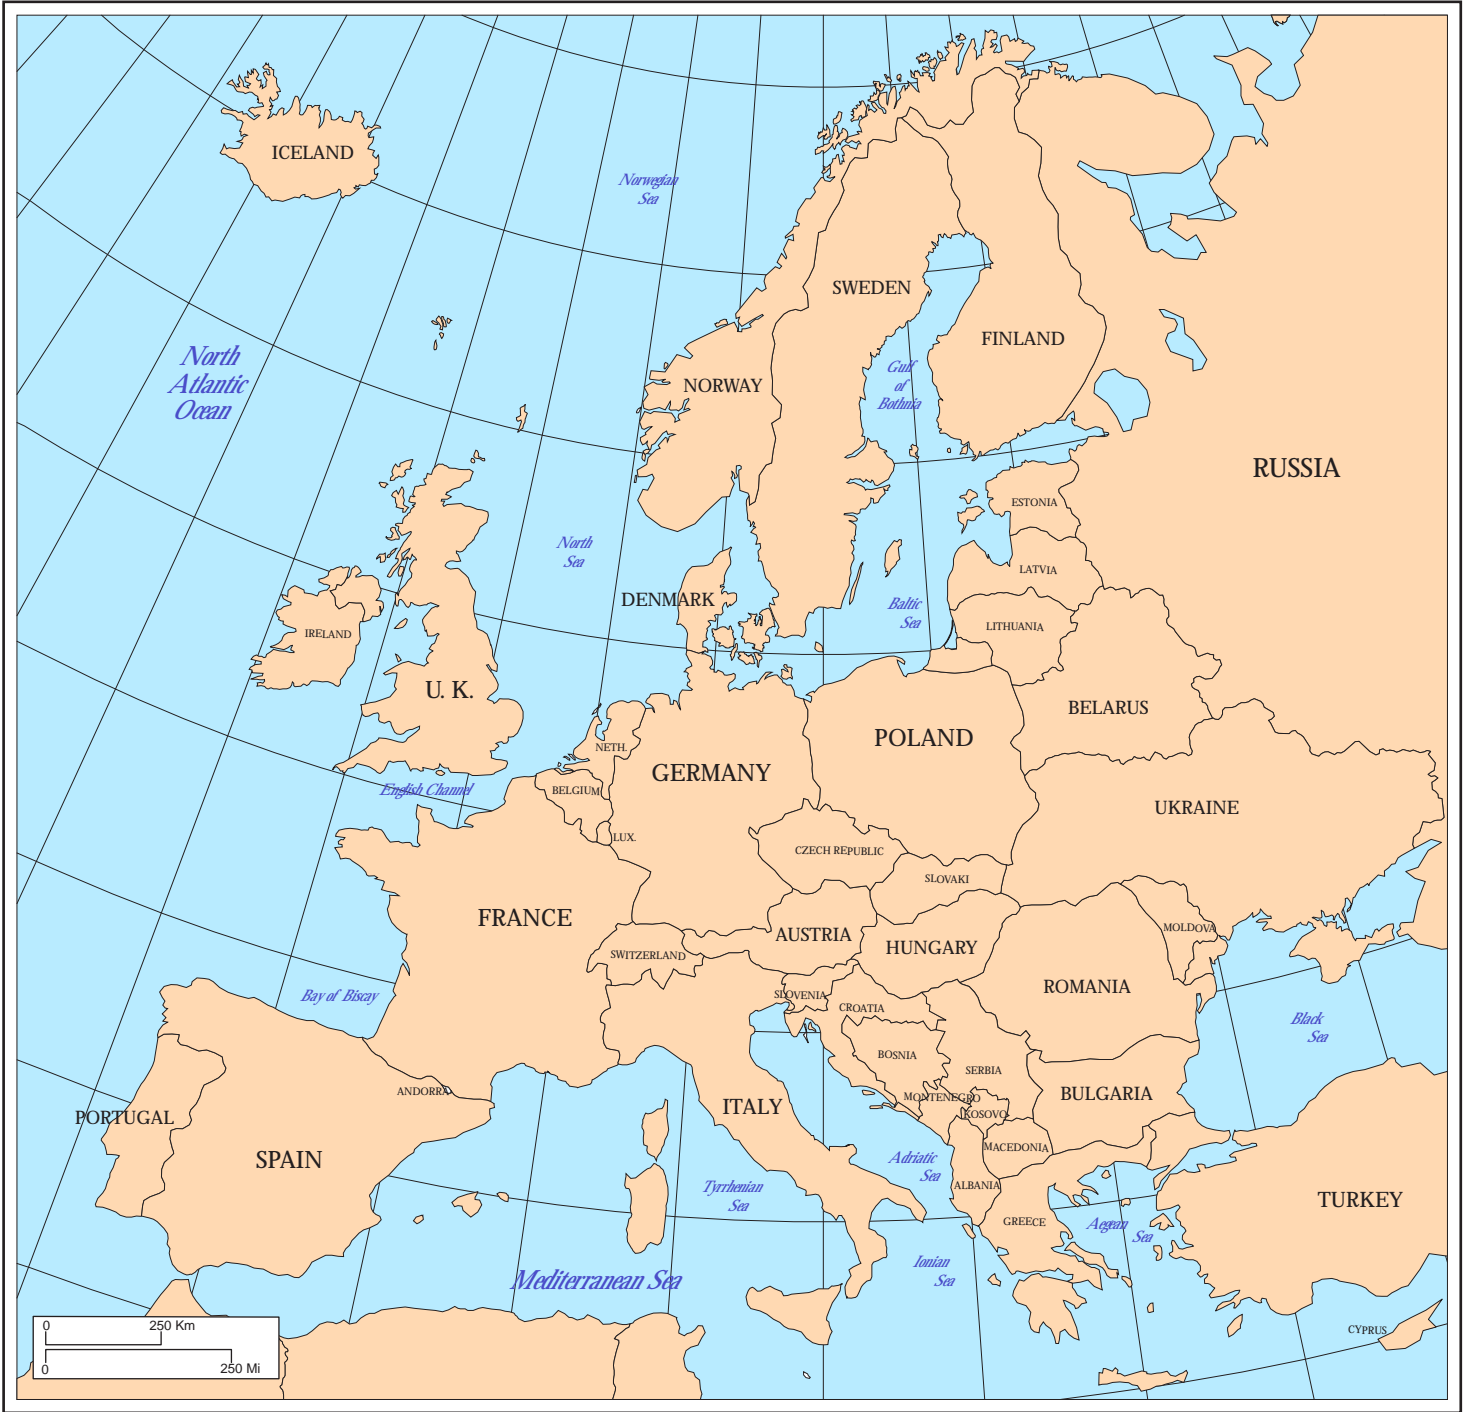 ICELAND
Norwegian
Sea
SWEDEN
FINLAND
North
Atlantic
Ocean
NORWAY
Gulf
of
Bothnia
RUSSIA
ESTONIA
North
Sea
LATVIA
DENMARK
Baltic
Sea
LITHUANIA
IRELAND
U. K.
BELARUS
NETH.
POLAND
GERMANY
English Channel
BELGIUM
UKRAINE
LUX.
CZECH REPUBLIC
SLOVAKI
FRANCE
MOLDOVA
AUSTRIA
HUNGARY
SWITZERLAND
ROMANIA
Bay of Biscay
SLOVENIA
CROATIA
Black
Sea
BOSNIA
SERBIA
ANDORRA
BULGARIA
MONTENEGRO
ITALY
KOSOVO
PORTUGAL
MACEDONIA
SPAIN
Adriatic
Sea
ALBANIA
Tyrrhenian
Sea
TURKEY
GREECE
Aegean
Sea
Ionian
Sea
Mediterranean Sea
CYPRUS
0 250 Km
0 250 Mi